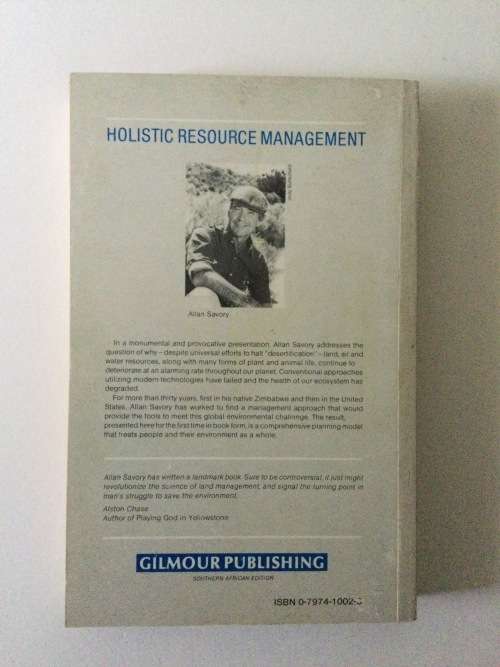 HOLISTIC RESOURCE MANAGEMENT
Allan Savory
In a monumental and provocative presentation, Allan Savory addresses the
question of why – despite universal efforts to halt "desertification" – land, air and
water resources, along with many forms of plant and animal life, continue to
deteriorate at an alarming rate throughout our planet. Conventional approaches
utilizing modern technologies have failed and the health of our ecosystem has
degraded.
For more than thirty years, first in his native Zimbabwe and then in the United
States, Allan Savory has worked to find a management approach that would
provide the tools to meet this global environmental challenge. The result,
presented here for the first time in book form, is a comprehensive planning model
that treats people and their environment as a whole.
Allan Savory has written a landmark book. Sure to be controversial, it just might
revolutionize the science of land management, and signal the turning point in
man's struggle to save the environment.
Alston Chase
Author of Playing God in Yellowstone
GILMOUR PUBLISHING
SOUTHERN AFRICAN EDITION
ISBN 0-7974-1002-